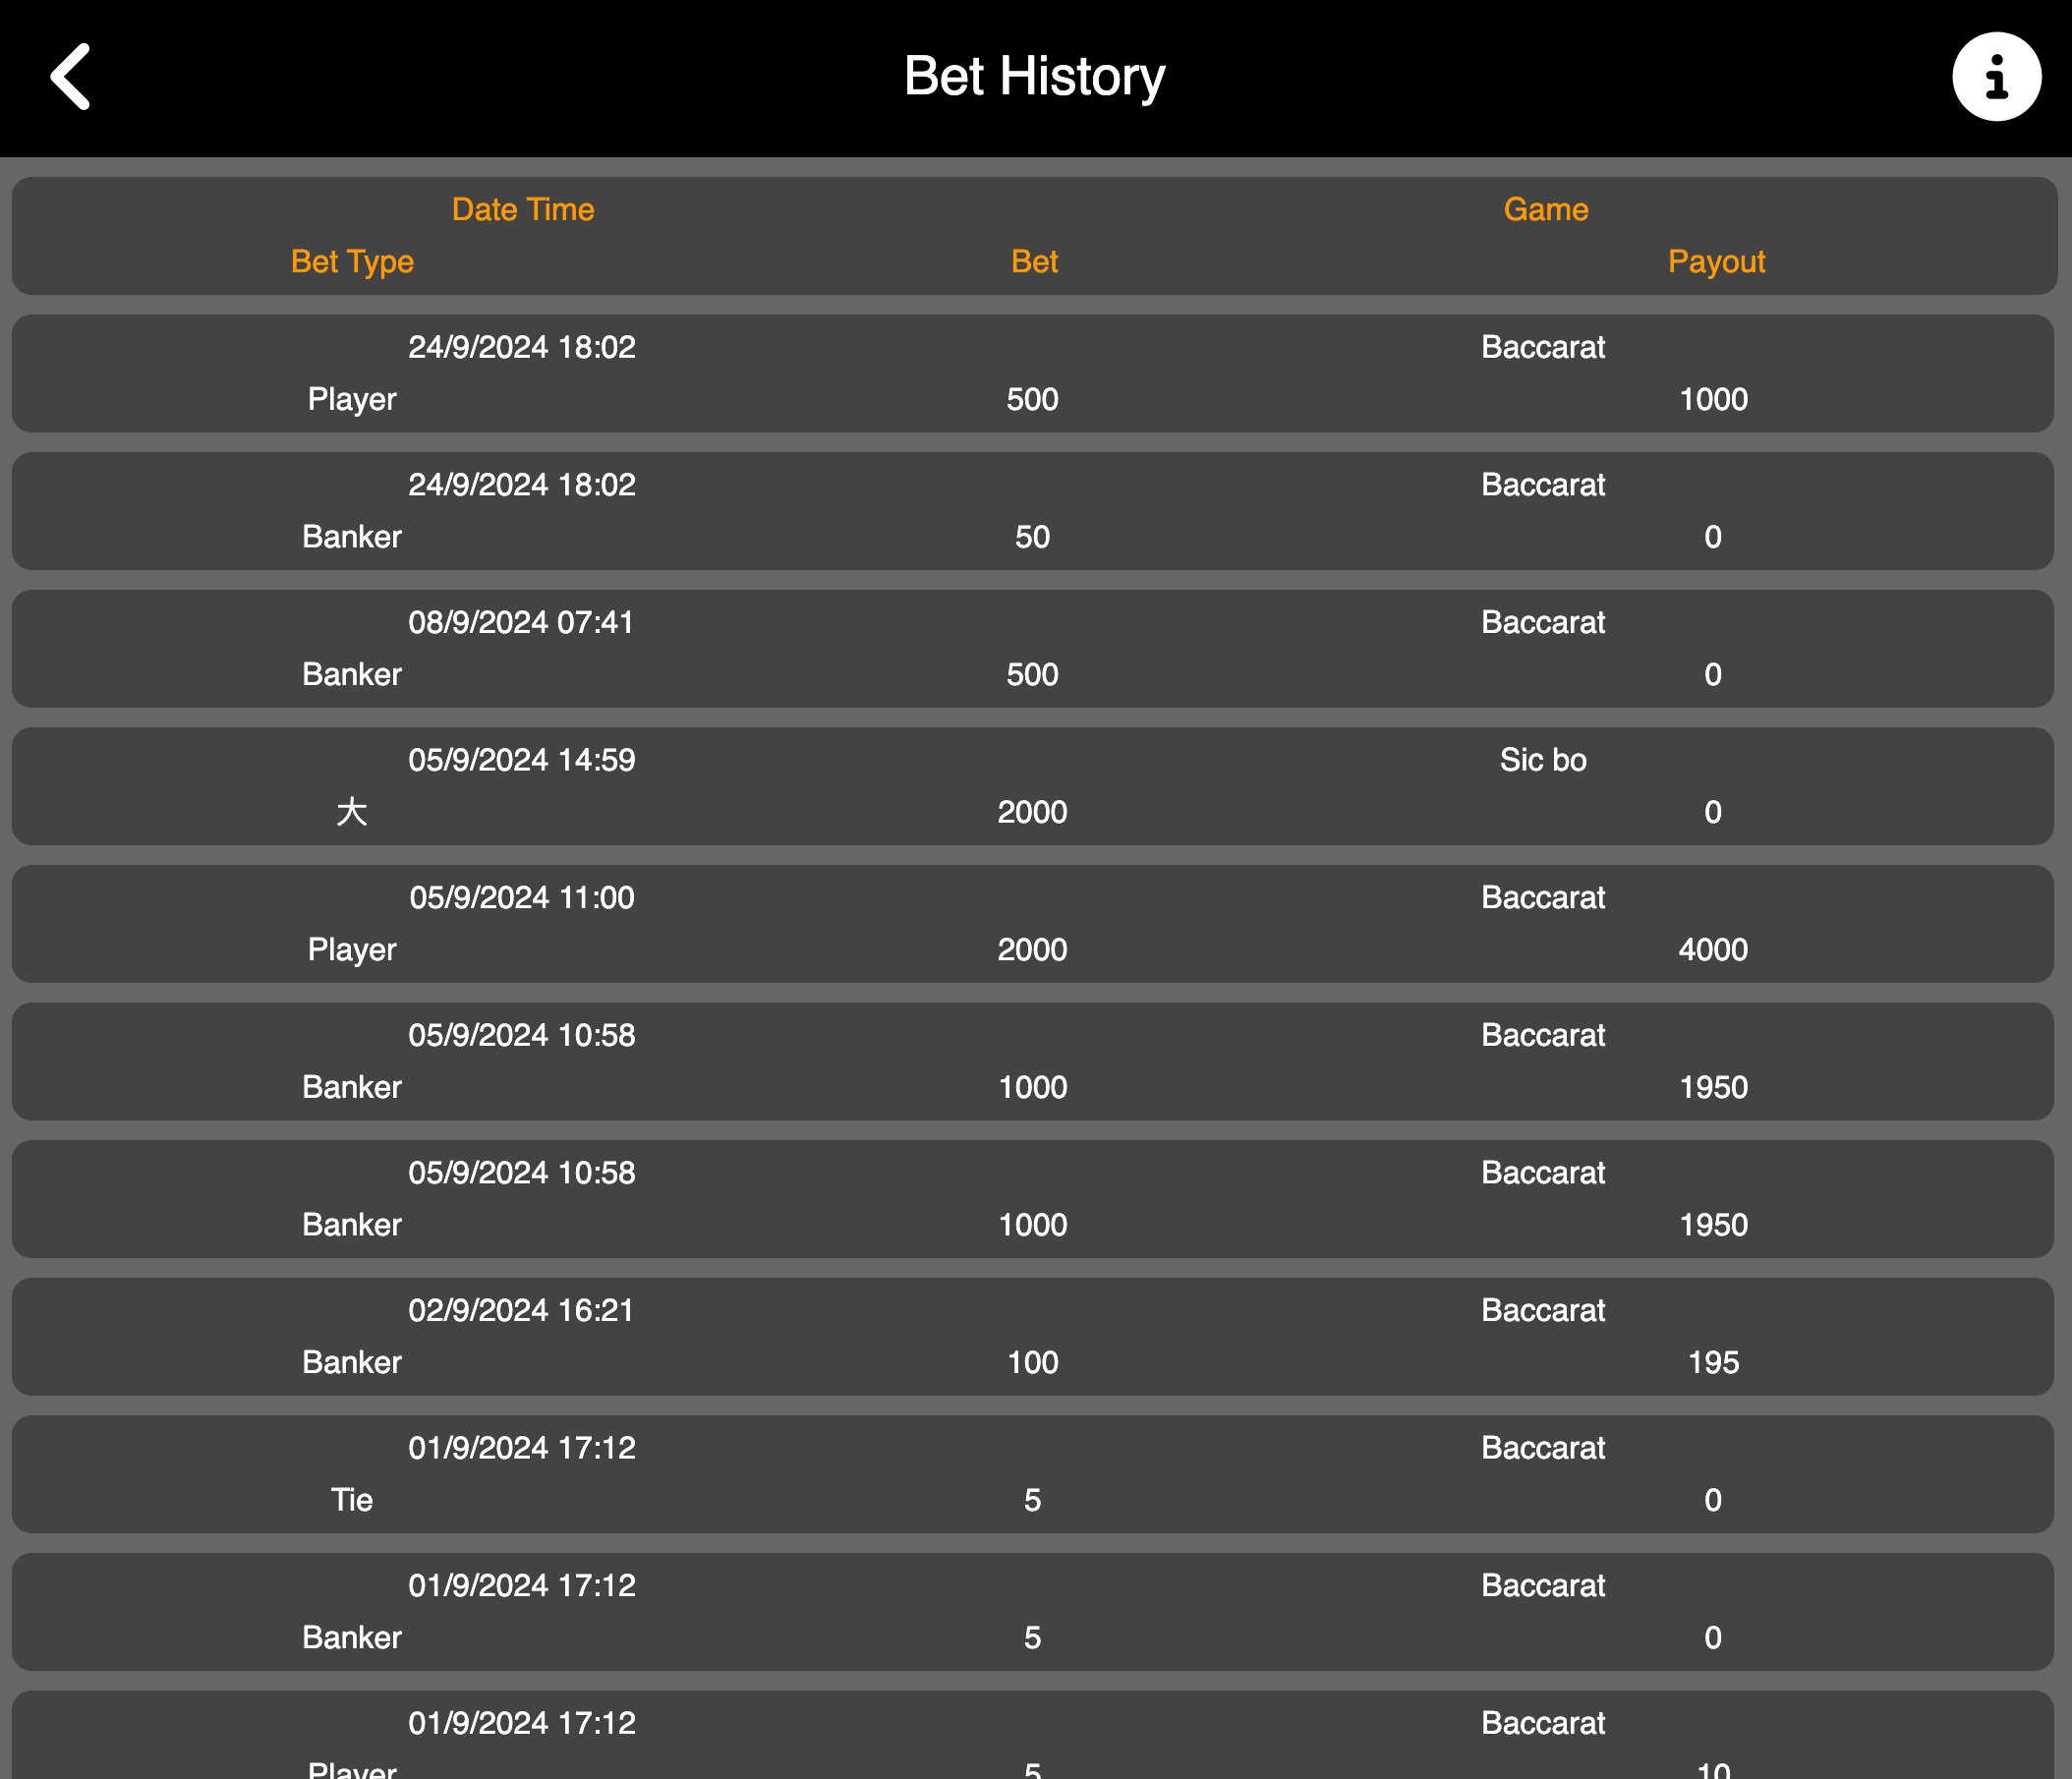 Bet History
Date Time Game
Bet Type Bet Payout
24/9/2024 18:02 Baccarat
Player 500 1000
24/9/2024 18:02 Baccarat
Banker 50 0
08/9/2024 07:41 Baccarat
Banker 500 0
05/9/2024 14:59 Sic bo
大 2000 0
05/9/2024 11:00 Baccarat
Player 2000 4000
05/9/2024 10:58 Baccarat
Banker 1000 1950
05/9/2024 10:58 Baccarat
Banker 1000 1950
02/9/2024 16:21 Baccarat
Banker 100 195
01/9/2024 17:12 Baccarat
Tie 5 0
01/9/2024 17:12 Baccarat
Banker 5 0
01/9/2024 17:12 Baccarat
Player 5 10